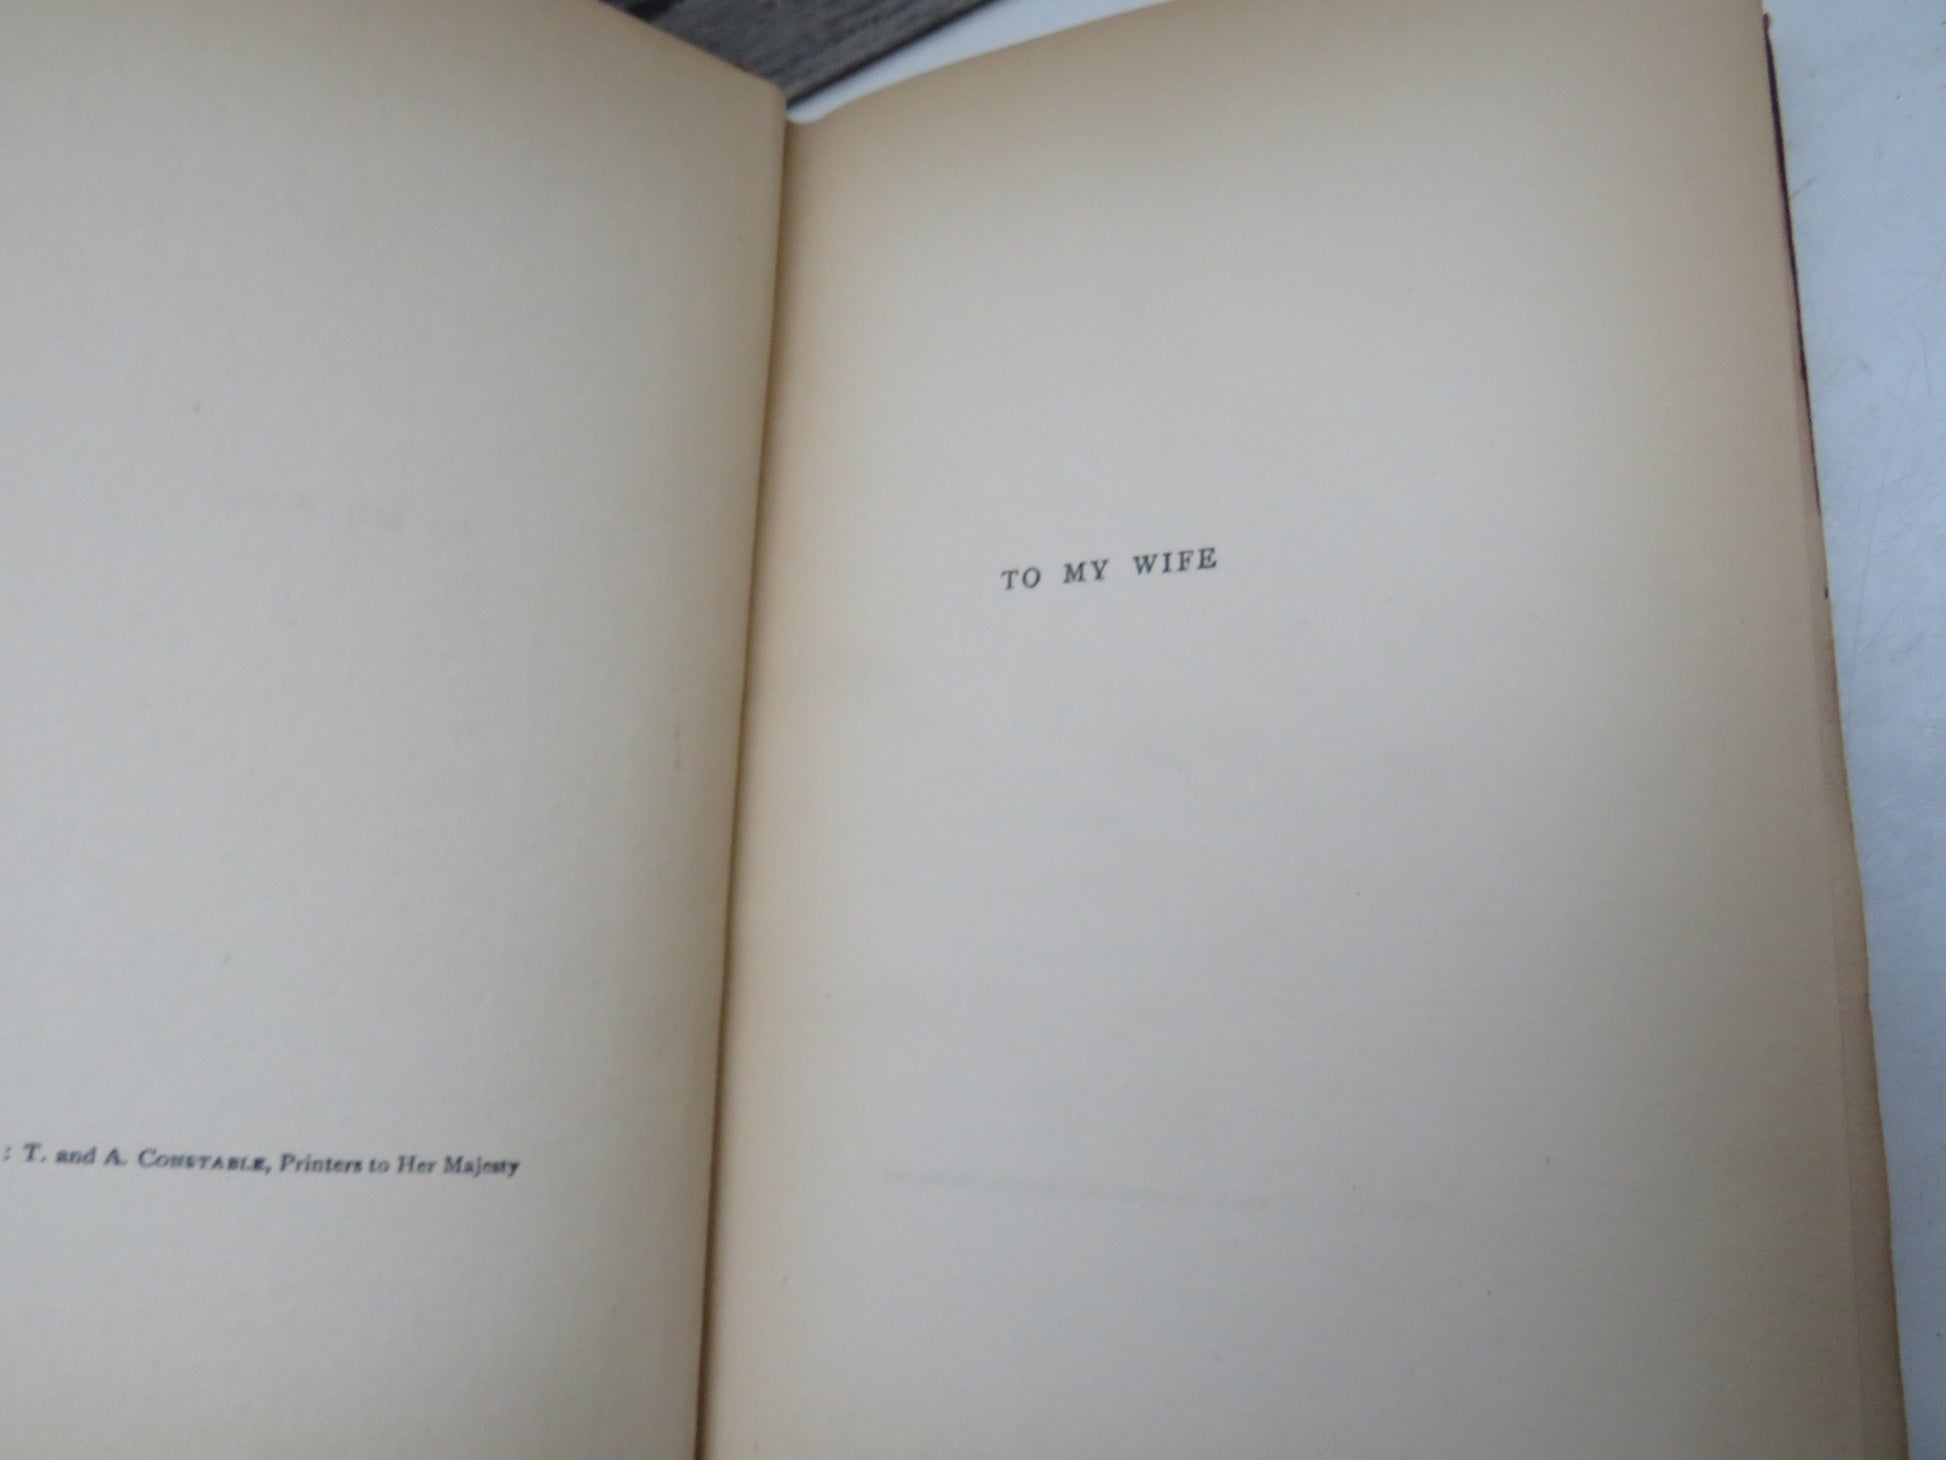 : T. and A. CONSTABLE, Printers to Her Majesty
TO MY WIFE